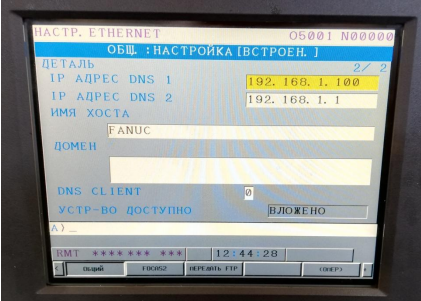 НАСТР. ETHERNET O5001 N00000
ОБЩ. :НАСТРОЙКА[ВСТРОЕН. ]
ДЕТАЛЬ 2/ 2
IP АДРЕС DNS 1 192. 168. 1. 100
IP АДРЕС DNS 2 192. 168. 1. 1
ИМЯ ХОСТА
FANUC
ДОМЕН
DNS CLIENT 0
УСТР-ВО ДОСТУПНО ВЛОЖЕНО
A)_
RMT **** *** *** 12:44:28
< ОБЩИЙ FOCAS2 ПЕРЕДАТЬ FTP (ОПЕР) +